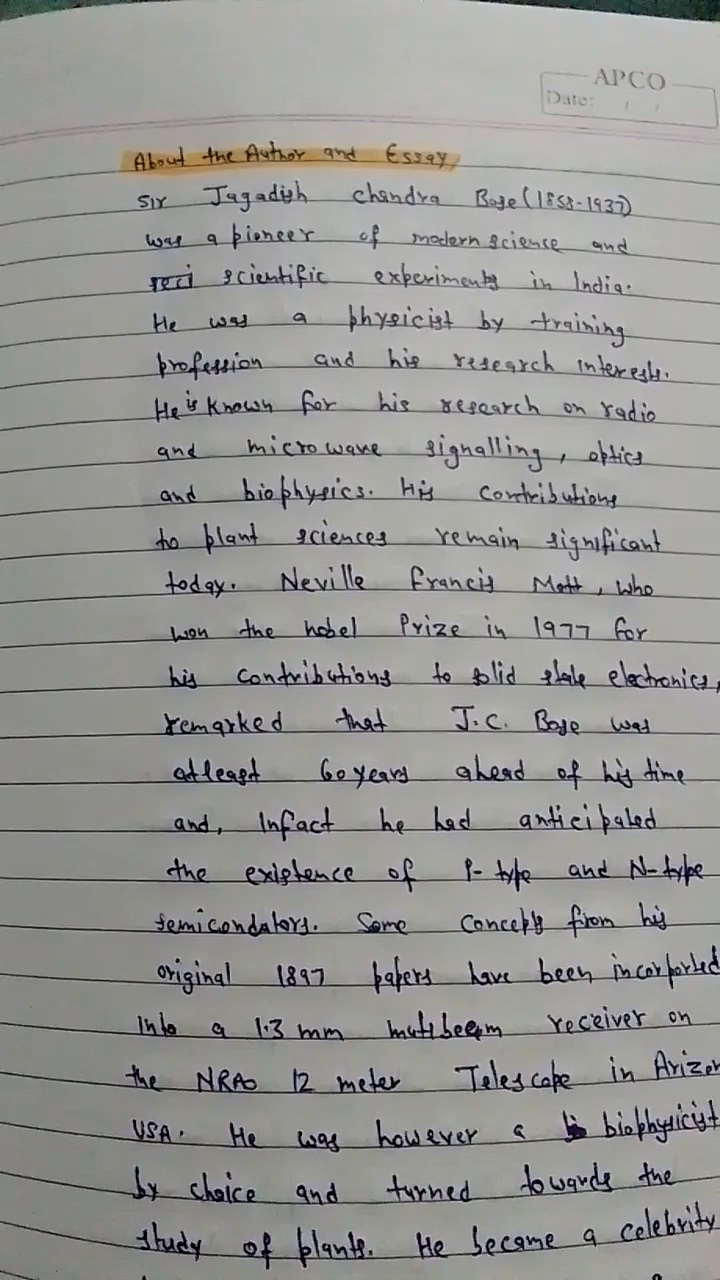 APCO
Date: / /
About the Author and Essay
Sir Jagadish chandra Bose (1858-1937)
was a pioneer of modern science and
scientific experiments in India.
He was a physicist by training
profession and his research interests.
He is known for his research on radio
and microwave signalling, optics
and biophysics. His contributions
to plant sciences remain significant
today. Neville Francis Mott, who
won the nobel Prize in 1977 for
his contributions to solid state electronics,
remarked that J.C. Bose was
atleast 60 years ahead of his time
and, Infact he had anticipated
the existence of P-type and N-type
semicondators. Some concepts from his
original 1897 papers have been incorported
into a 1.3 mm mutibeem receiver on
the NRAO 12 meter Telescope in Arizon
USA. He was however a biophysicist
by choice and turned towards the
study of plants. He became a celebrity